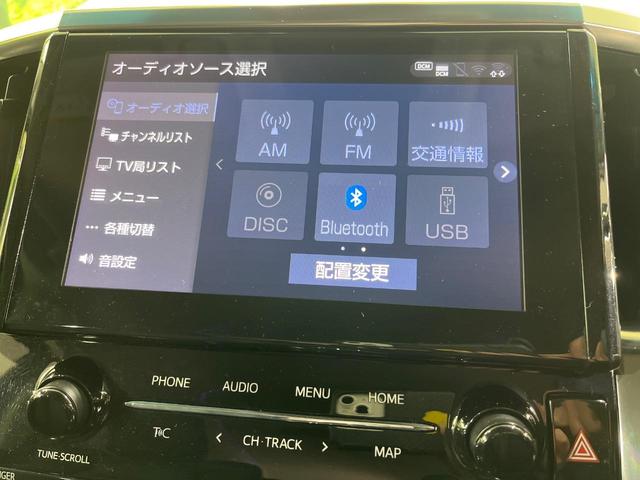 オーディオソース選択
DCM
DCM
オーディオ選択
チャンネルリスト
TV局リスト
メニュー
各種切替
音設定
AM
FM
交通情報
DISC
Bluetooth
USB
配置変更
PHONE
AUDIO
MENU
HOME
TUNE·SCROLL
CH·TRACK
MAP